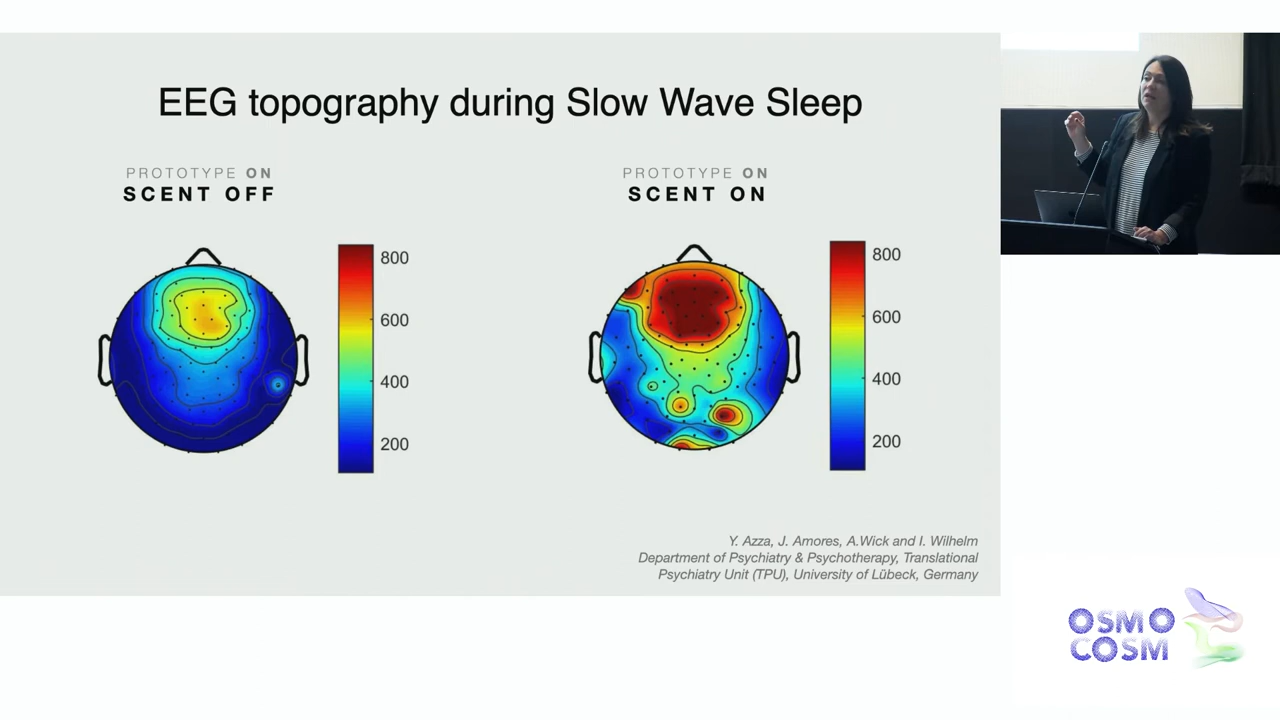 EEG topography during Slow Wave Sleep
PROTOTYPE ON
SCENT OFF
800
600
400
200
PROTOTYPE ON
SCENT ON
800
600
400
200
Y. Azza, J. Amores, A.Wick and I. Wilhelm
Department of Psychiatry & Psychotherapy, Translational
Psychiatry Unit (TPU), University of Lübeck, Germany
OSMO
COSM